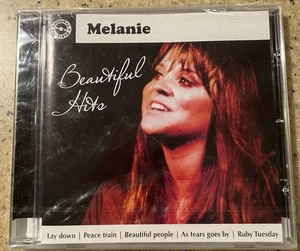 Melanie
Beautiful
Hits
Lay down | Peace train | Beautiful people | As tears goes by | Ruby Tuesday